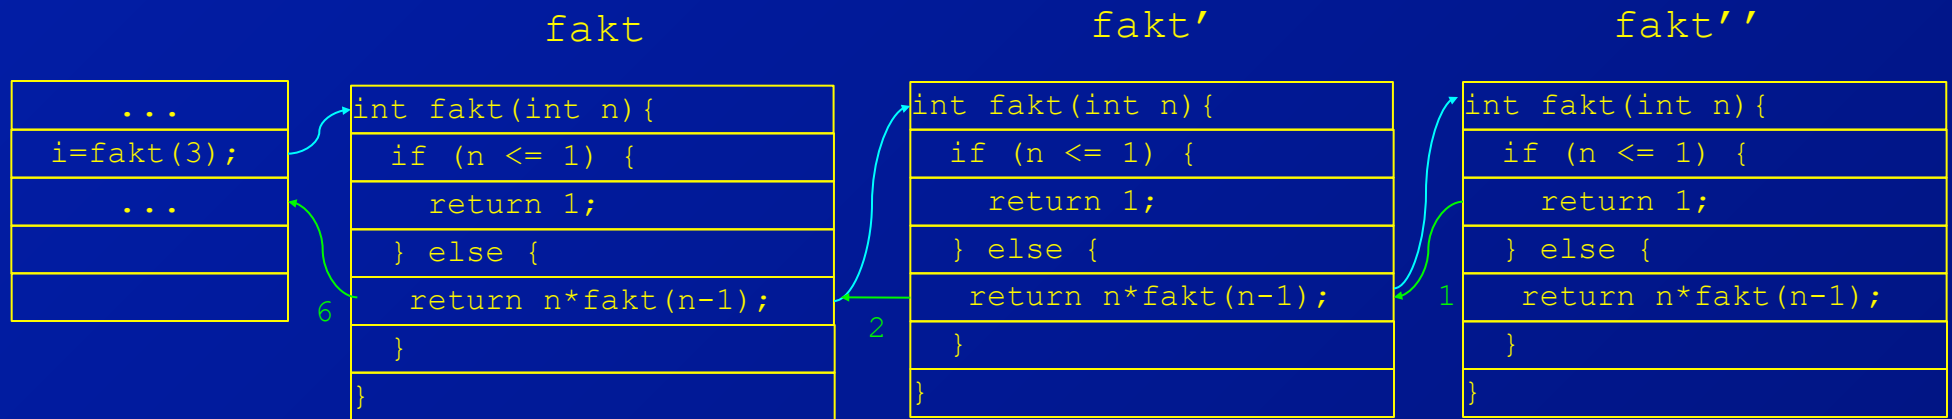 fakt
fakt'
fakt''
...
i=fakt(3);
...
int fakt(int n){
if (n <= 1) {
return 1;
} else {
return n*fakt(n-1);
}
}
int fakt(int n){
if (n <= 1) {
return 1;
} else {
return n*fakt(n-1);
}
}
int fakt(int n){
if (n <= 1) {
return 1;
} else {
return n*fakt(n-1);
}
}
6
2
1